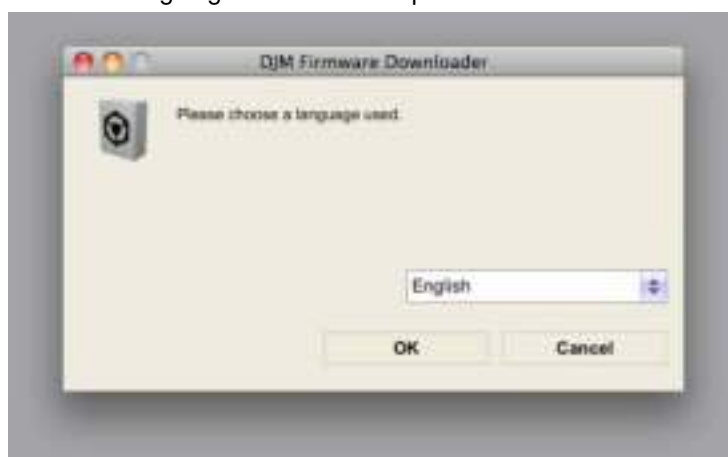 DJM Firmware Downloader
Please choose a language used.
English
OK
Cancel